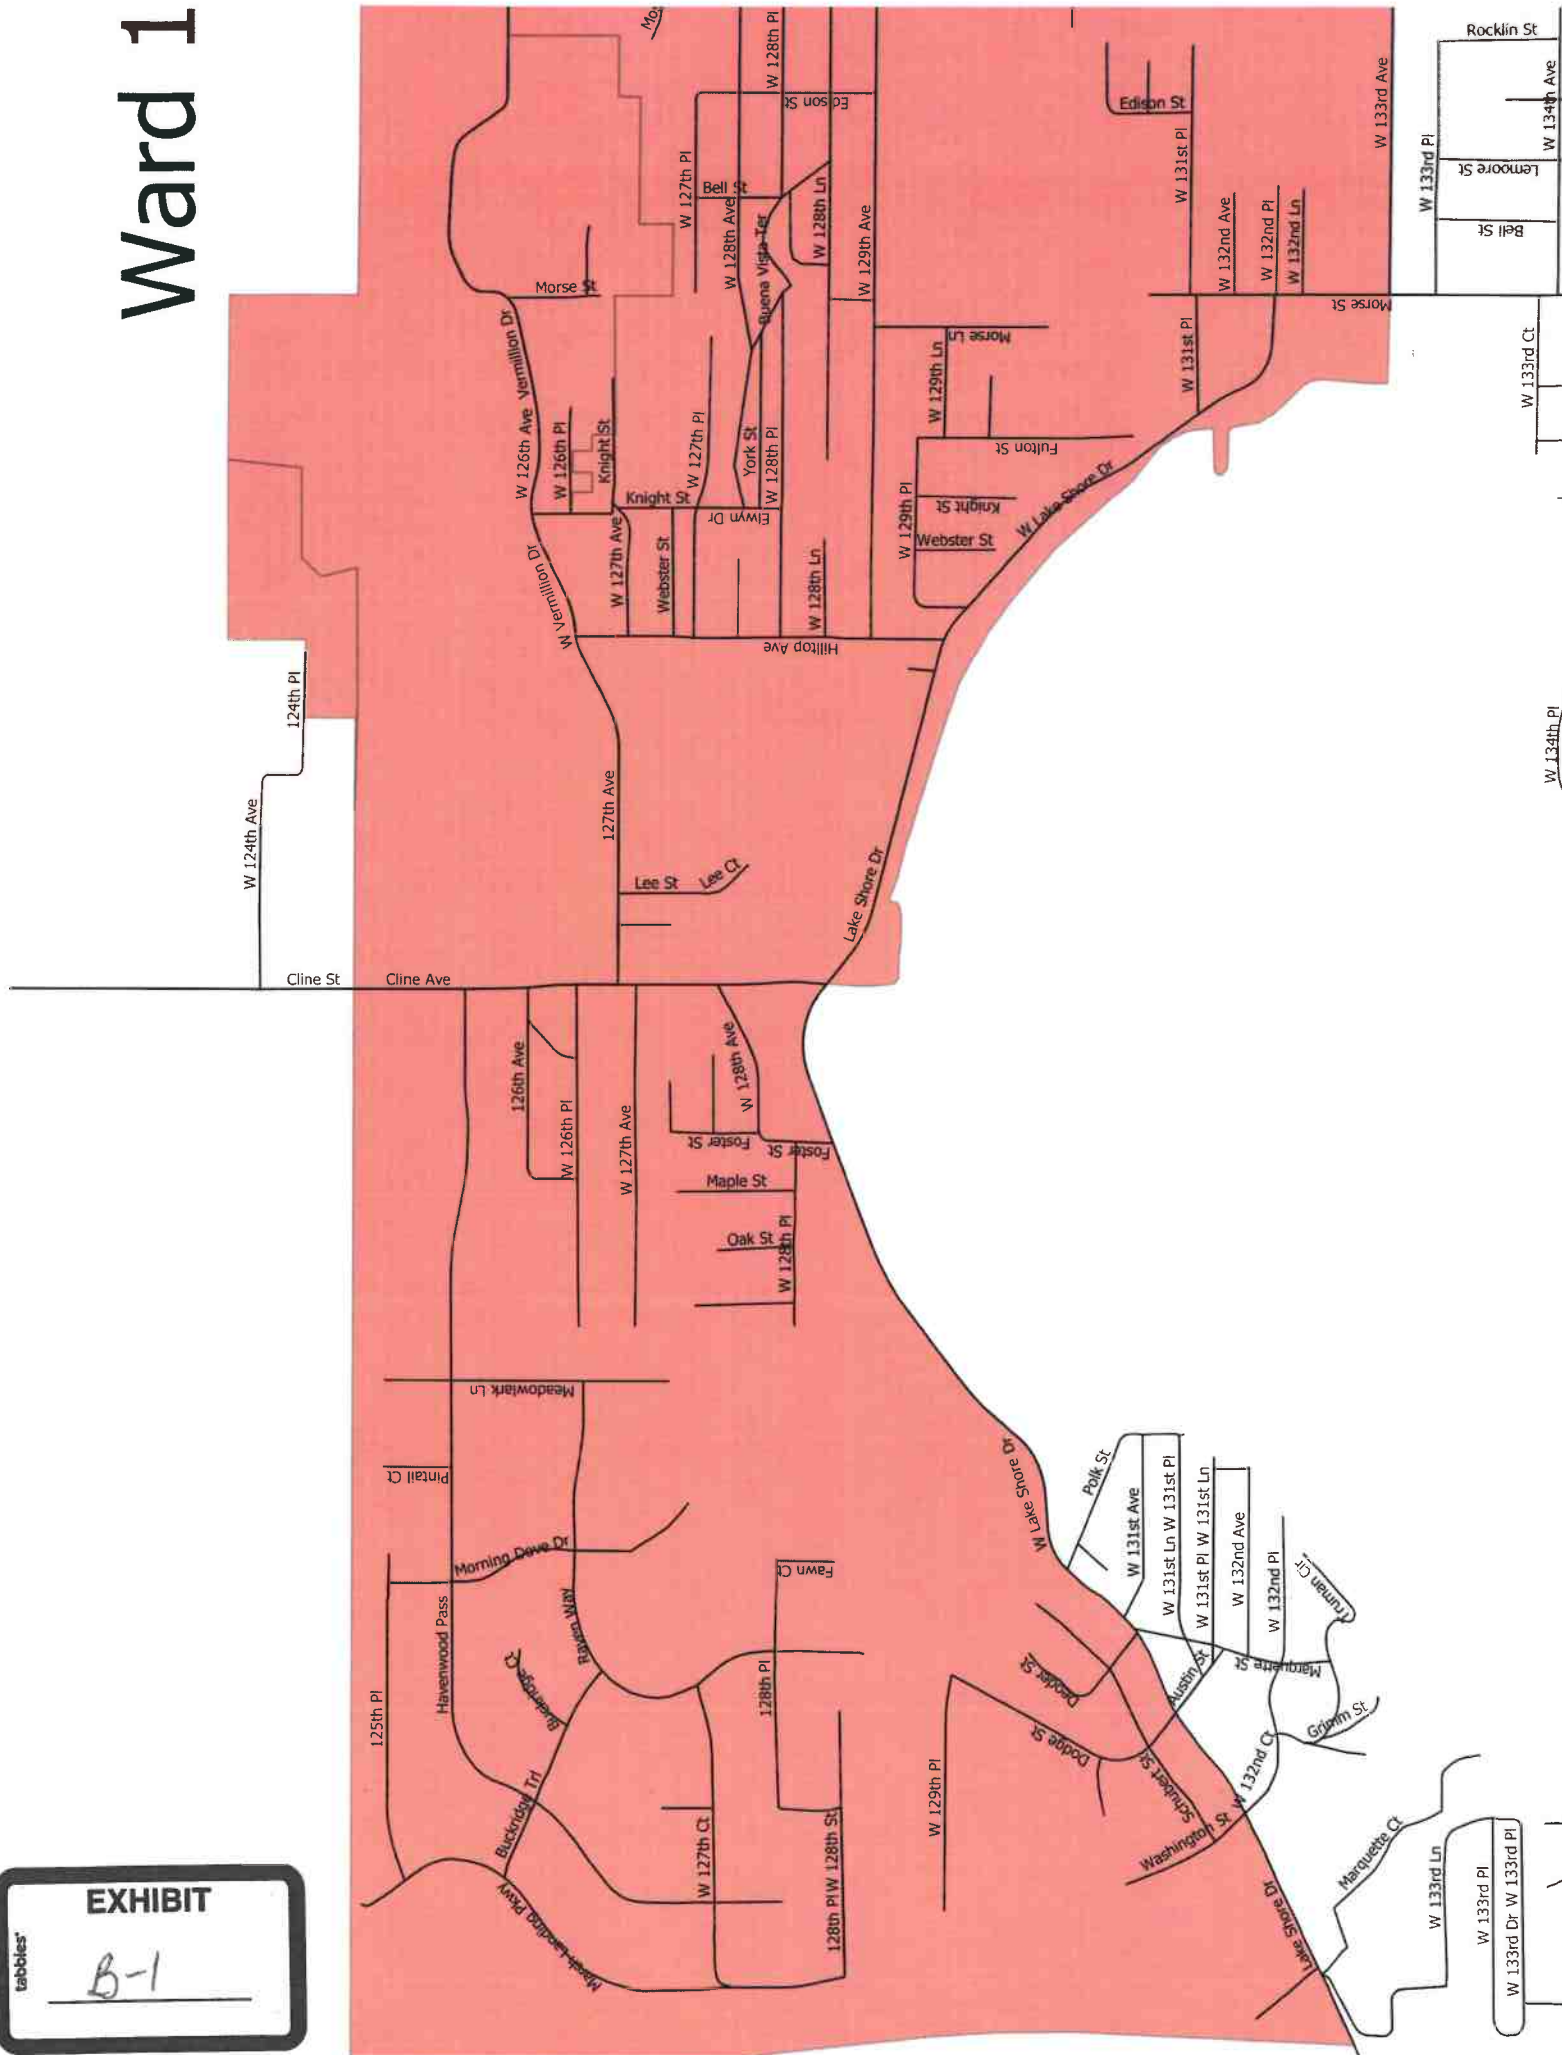 Ward 1
EXHIBIT
tabbies
B-1
Rocklin St
W 134th Ave
W 133rd Ave
W 133rd Pl
Lemoore St
Bell St
W 128th Pl
Edison St
Edison St
W 131st Pl
W 127th Pl
Bell St
W 128th Ave
Buena Vista Ter
W 128th Ln
W 129th Ave
W 132nd Ave
W 132nd Pl
W 132nd Ln
Morse St
Morse St
Vermillion Dr
W 126th Ave
Morse Ln
W 129th Ln
W 131st Pl
W 133rd Ct
W 126th Pl
Knight St
W 127th Pl
York St
W 128th Pl
Fulton St
Knight St
Elwyn Dr
W 129th Pl
Knight St
W Lake Shore Dr
Webster St
W Vermillion Dr
W 127th Ave
Webster St
W 128th Ln
Hilltop Ave
124th Pl
W 134th Pl
W 124th Ave
127th Ave
Lee St
Lee Ct
Lake Shore Dr
Cline St
Cline Ave
126th Ave
W 126th Pl
W 127th Ave
W 128th Ave
Foster St
Foster St
Maple St
Oak St
W 128th Pl
Meadowlark Ln
Pintail Ct
W Lake Shore Dr
Polk St
W 131st Ave
W 131st Ln
W 131st Pl
W 131st Pl
W 131st Ln
W 132nd Ave
W 132nd Pl
Truman Cir
Morning Dove Dr
Fawn Ct
Havenwood Pass
Raven Way
Buckridge Ct
125th Pl
128th Pl
Deader St
Austin St
Marquette St
Dodge St
Grimm St
Buckridge Trl
Schubert St
W 132nd Ct
W 129th Pl
Washington St
W 127th Ct
Marsh Landing Pkwy
128th Pl
W 128th St
Marquette Ct
Lake Shore Dr
W 133rd Ln
W 133rd Pl
W 133rd Dr
W 133rd Pl